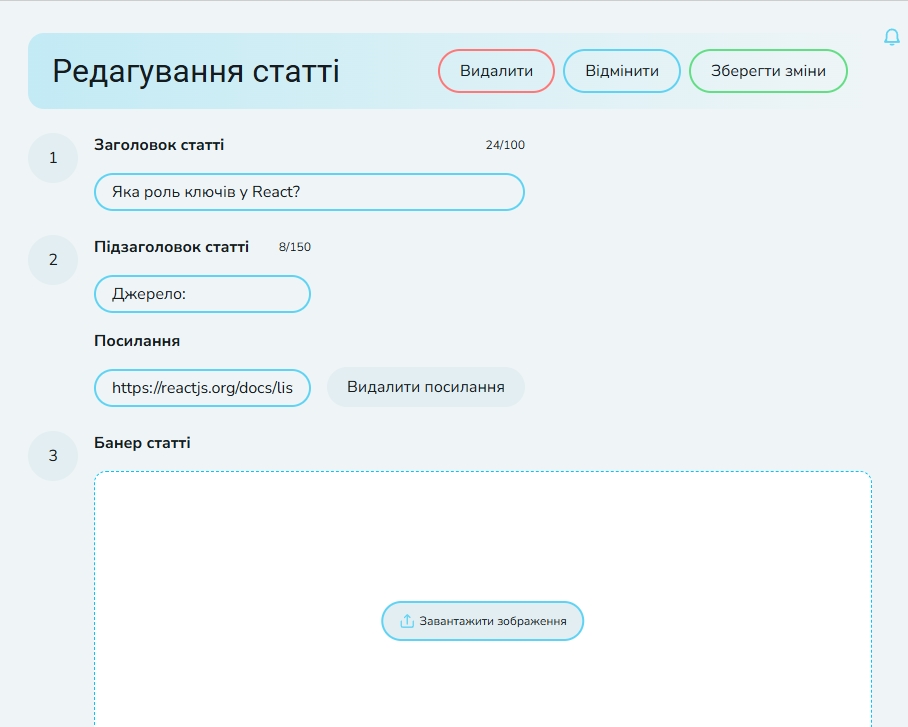 Редагування статті
Видалити
Відмінити
Зберегти зміни
1
Заголовок статті
24/100
Яка роль ключів у React?
2
Підзаголовок статті
8/150
Джерело:
Посилання
https://reactjs.org/docs/lis
Видалити посилання
3
Банер статті
Завантажити зображення